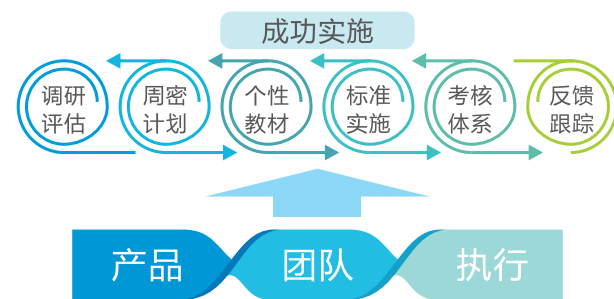 成功实施
调研
评估
周密
计划
个性
教材
标准
实施
考核
体系
反馈
跟踪
产品
团队
执行